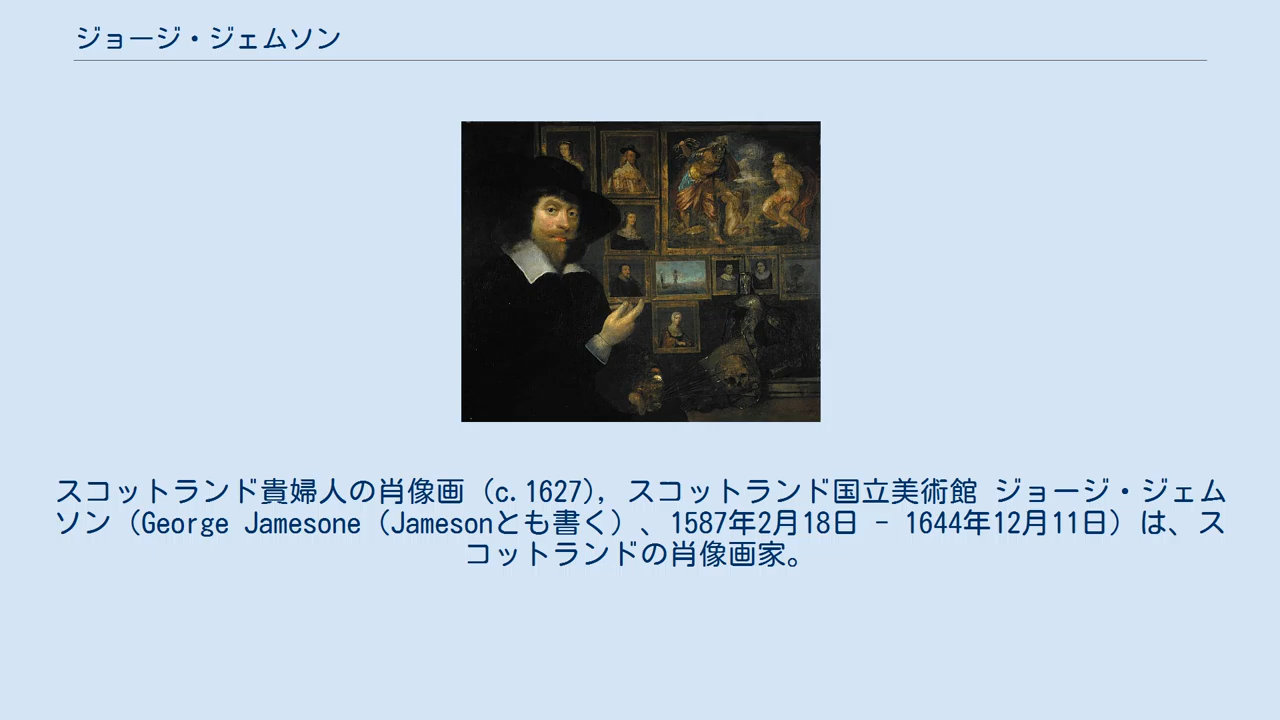 ジョージ・ジェムソン
スコットランド貴婦人の肖像画（c.1627), スコットランド国立美術館 ジョージ・ジェム
ソン（George Jamesone（Jamesonとも書く）、1587年2月18日 - 1644年12月11日）は、ス
コットランドの肖像画家。